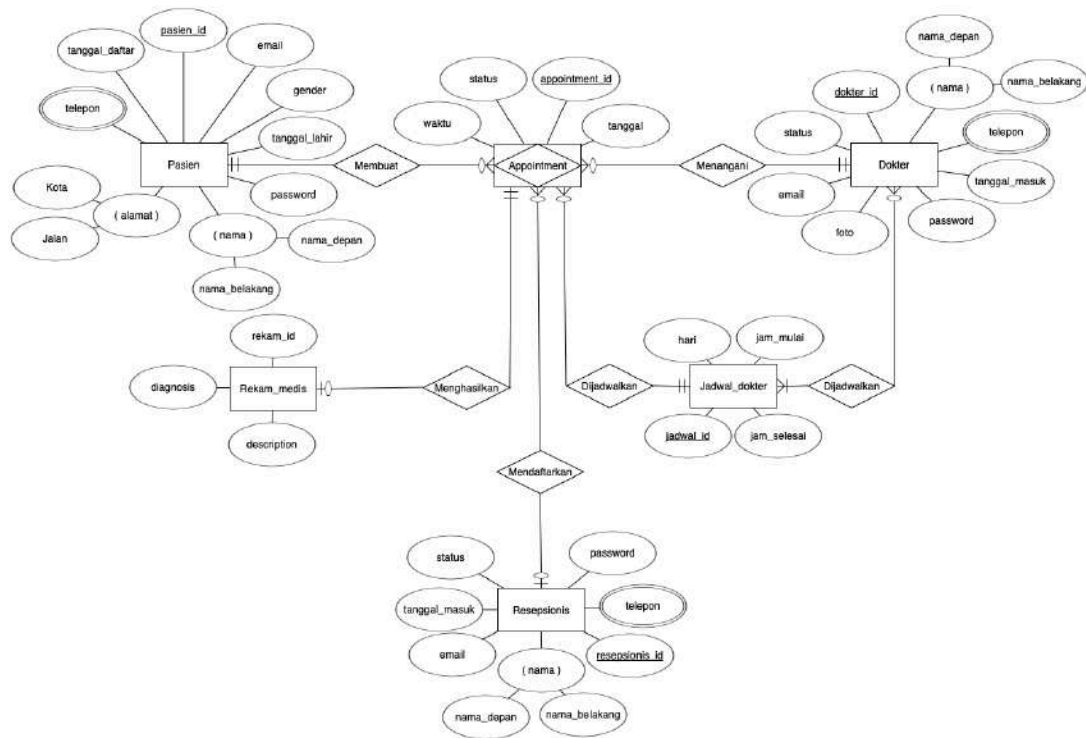 pasien_id
tanggal_daftar
email
telepon
gender
tanggal_lahir
Pasien
password
Kota
( alamat )
Jalan
( nama )
nama_depan
nama_belakang
Membuat
status
appointment_id
waktu
tanggal
Appointment
Menangani
nama_depan
dokter_id
( nama )
nama_belakang
status
telepon
Dokter
email
tanggal_masuk
foto
password
rekam_id
diagnosis
Rekam_medis
description
Menghasilkan
hari
jam_mulai
Dijadwalkan
Jadwal_dokter
Dijadwalkan
jadwal_id
jam_selesai
Mendaftarkan
status
password
tanggal_masuk
Resepsionis
telepon
email
resepsionis_id
( nama )
nama_depan
nama_belakang